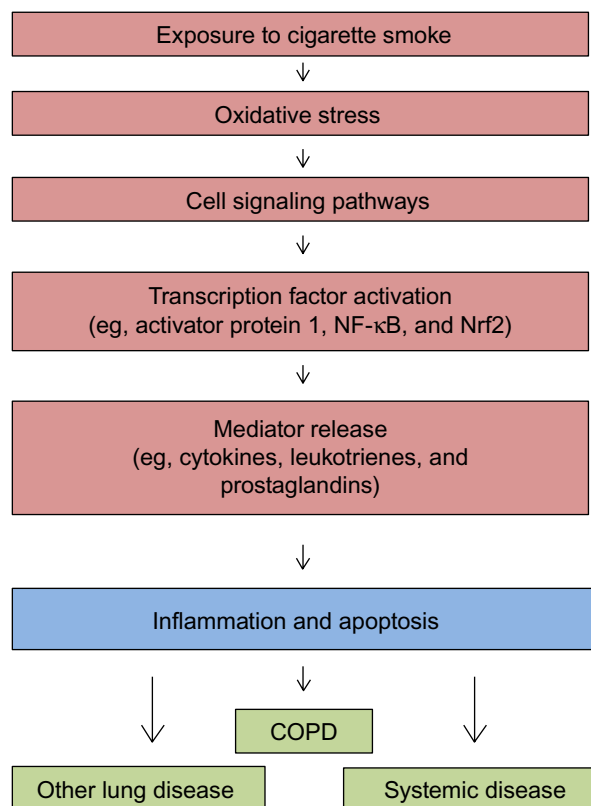 Exposure to cigarette smoke
Oxidative stress
Cell signaling pathways
Transcription factor activation
(eg, activator protein 1, NF-κB, and Nrf2)
Mediator release
(eg, cytokines, leukotrienes, and
prostaglandins)
Inflammation and apoptosis
COPD
Other lung disease
Systemic disease